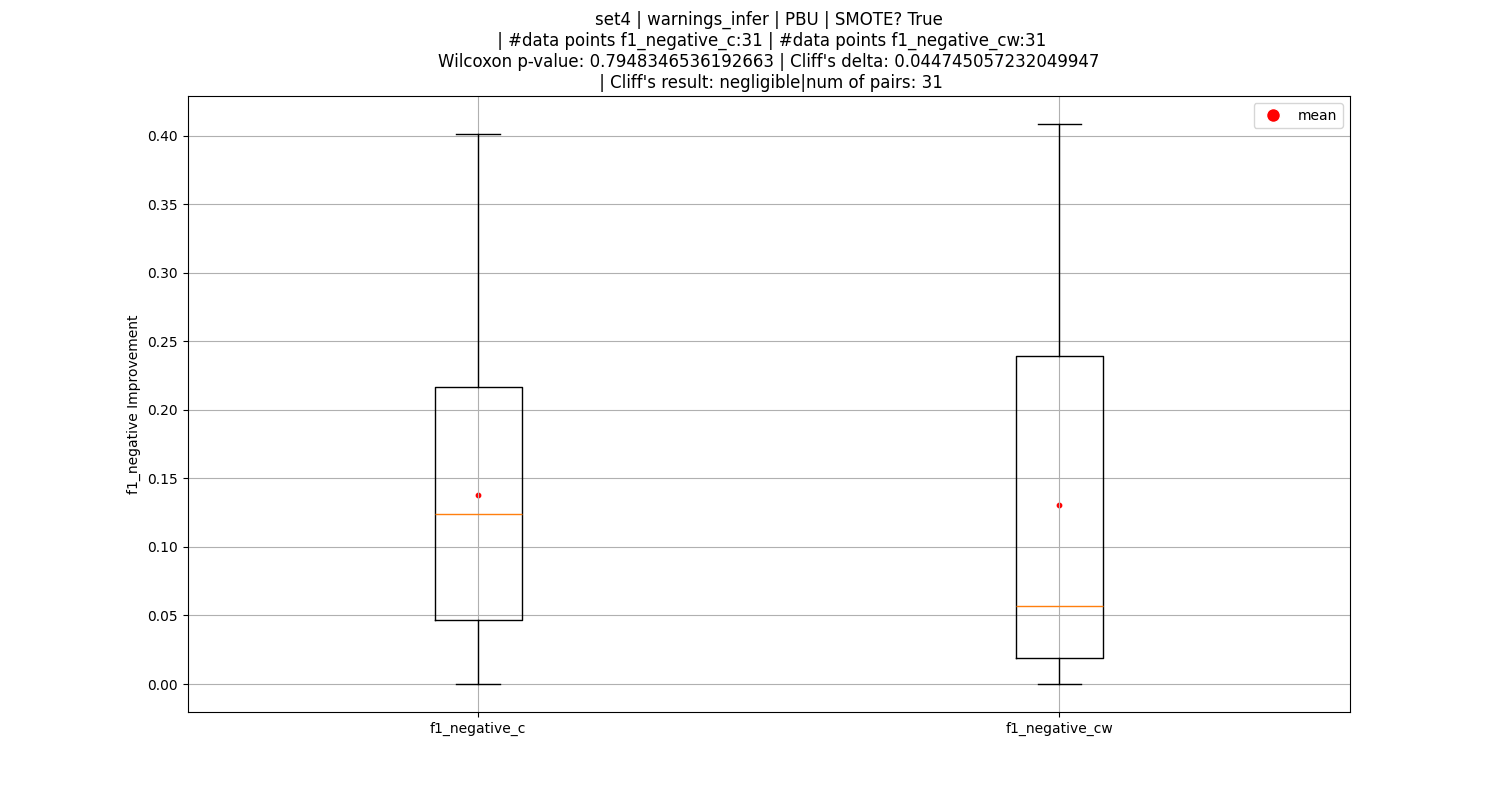 set4 | warnings_infer | PBU | SMOTE? True
| #data points f1_negative_c:31 | #data points f1_negative_cw:31
Wilcoxon p-value: 0.7948346536192663 | Cliff's delta: 0.044745057232049947
| Cliff's result: negligible|num of pairs: 31
mean
f1_negative Improvement
0.40
0.35
0.30
0.25
0.20
0.15
0.10
0.05
0.00
f1_negative_c
f1_negative_cw